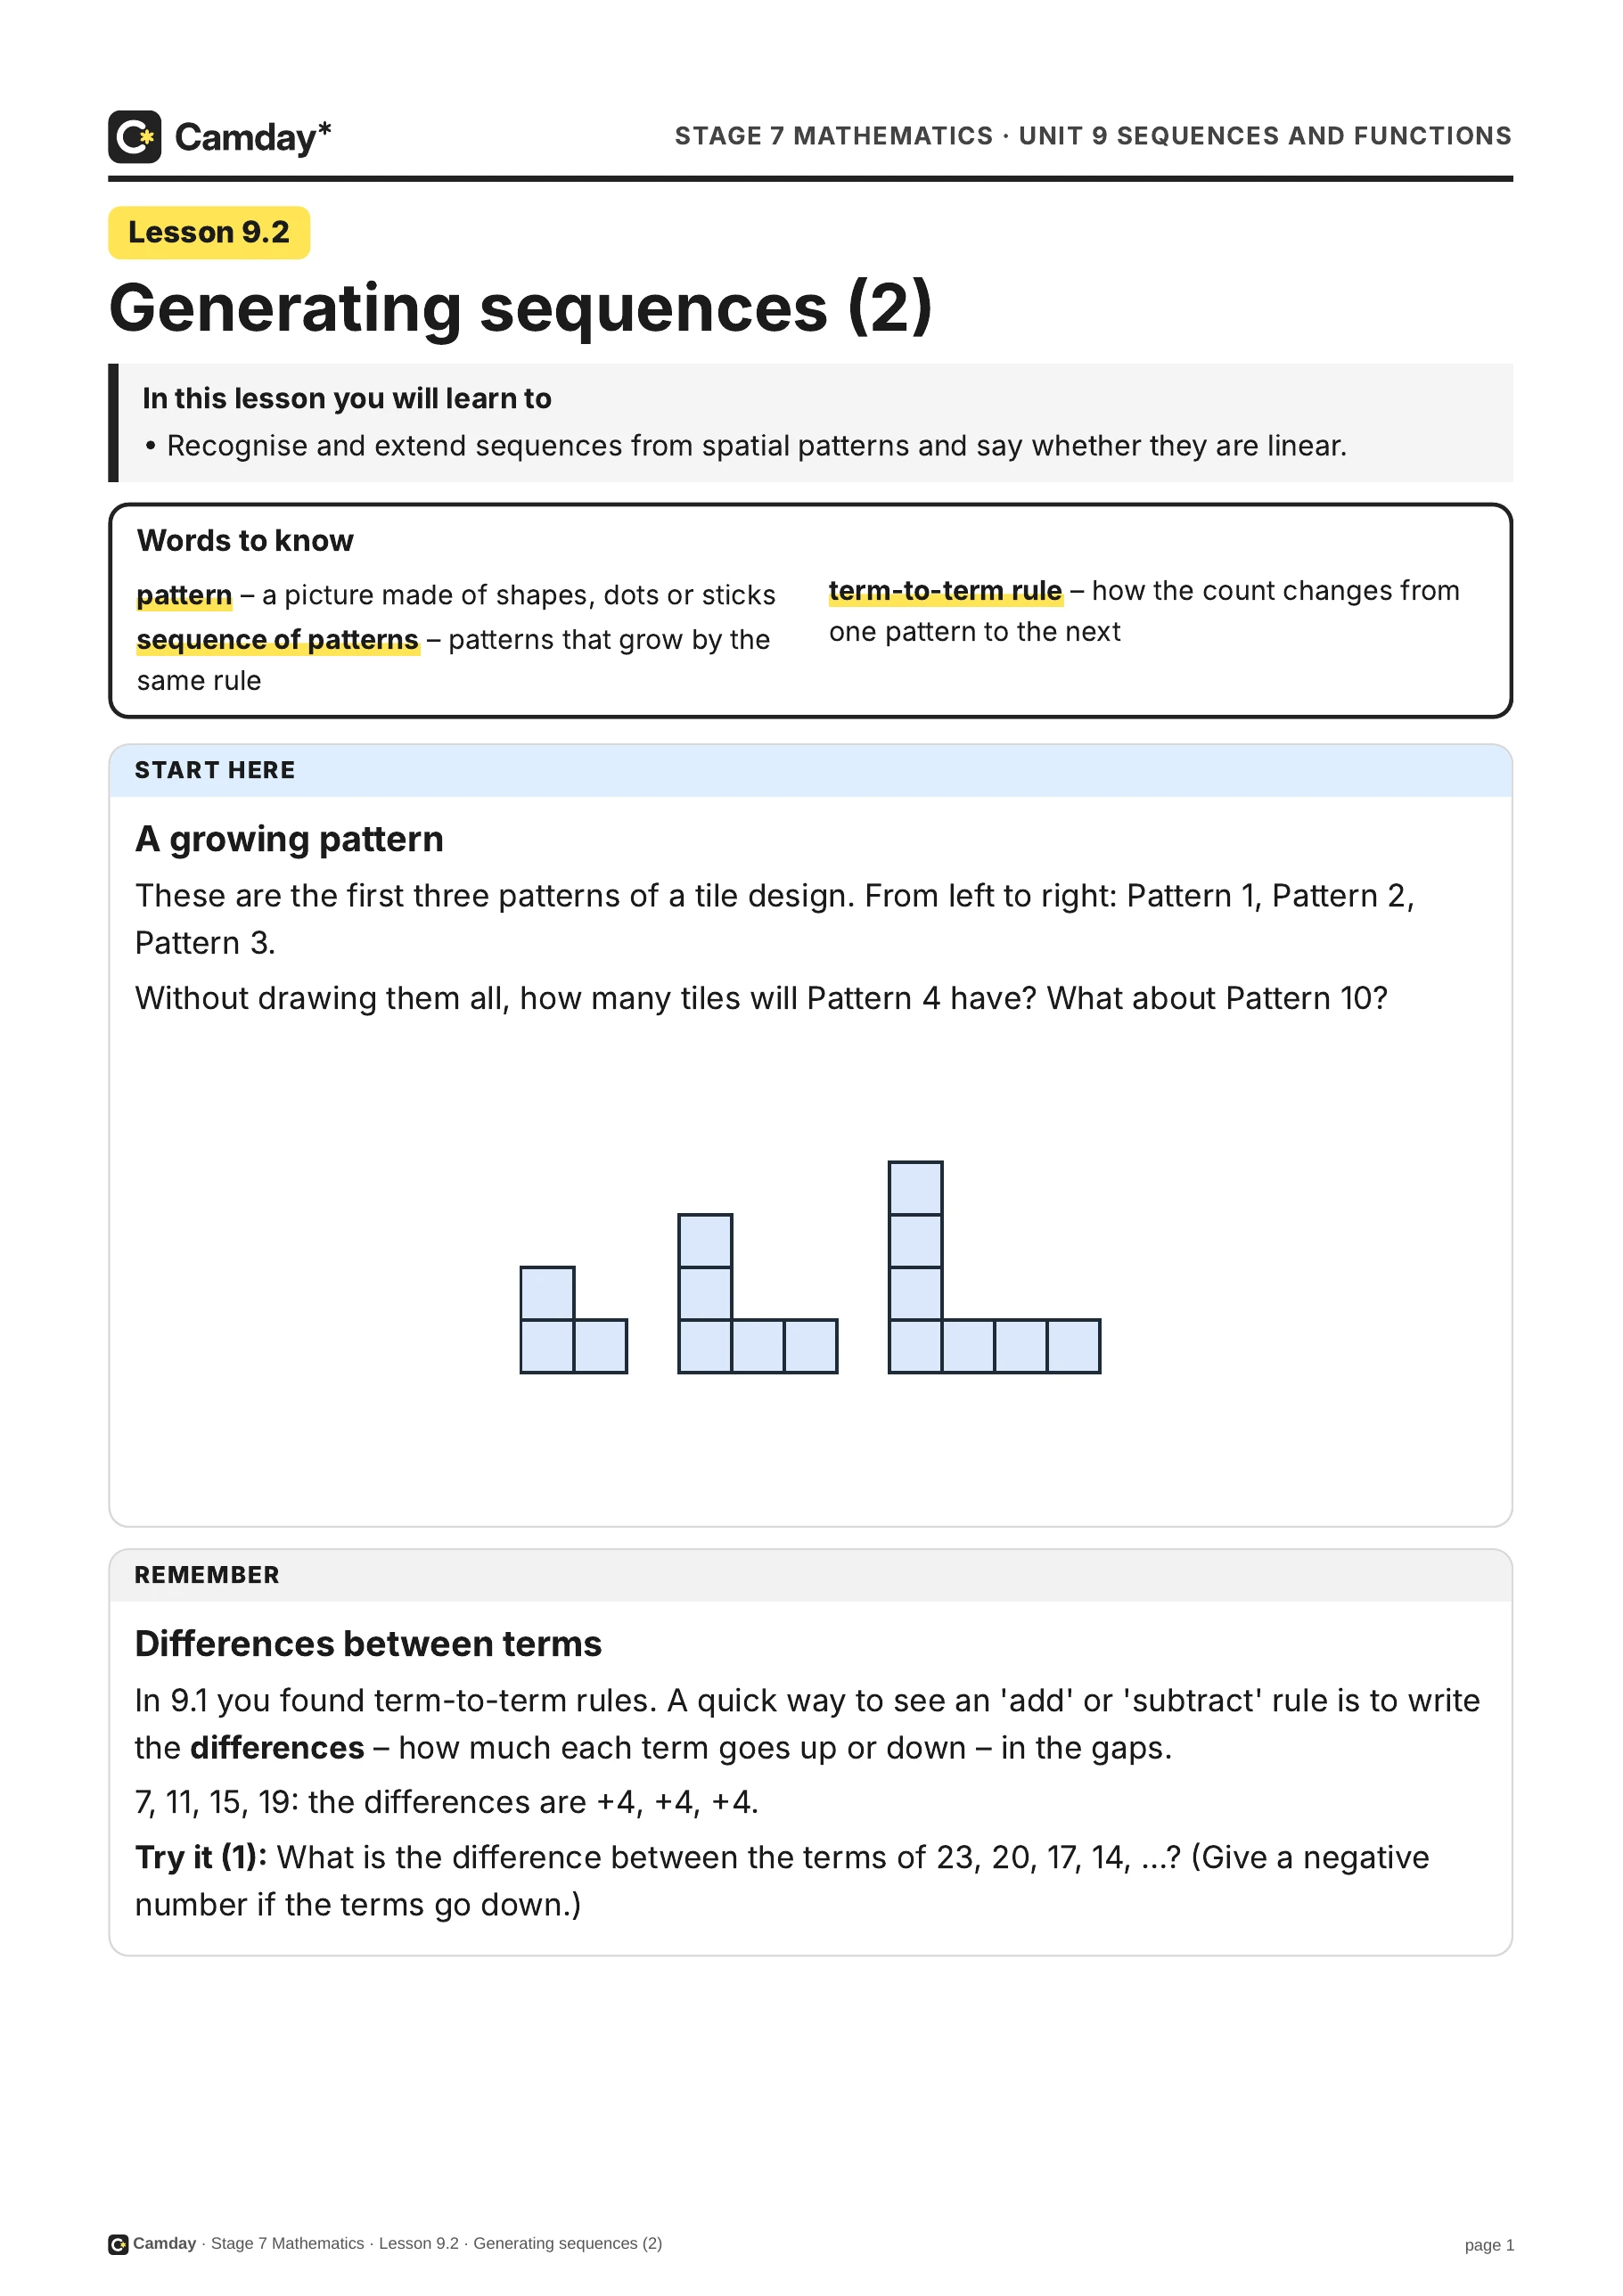 Camday*
STAGE 7 MATHEMATICS · UNIT 9 SEQUENCES AND FUNCTIONS
Lesson 9.2
Generating sequences (2)
In this lesson you will learn to
• Recognise and extend sequences from spatial patterns and say whether they are linear.
Words to know
pattern – a picture made of shapes, dots or sticks
sequence of patterns – patterns that grow by the
same rule
term-to-term rule – how the count changes from
one pattern to the next
START HERE
A growing pattern
These are the first three patterns of a tile design. From left to right: Pattern 1, Pattern 2,
Pattern 3.
Without drawing them all, how many tiles will Pattern 4 have? What about Pattern 10?
REMEMBER
Differences between terms
In 9.1 you found term-to-term rules. A quick way to see an 'add' or 'subtract' rule is to write
the differences – how much each term goes up or down – in the gaps.
7, 11, 15, 19: the differences are +4, +4, +4.
Try it (1): What is the difference between the terms of 23, 20, 17, 14, ...? (Give a negative
number if the terms go down.)
Camday · Stage 7 Mathematics · Lesson 9.2 · Generating sequences (2)
page 1